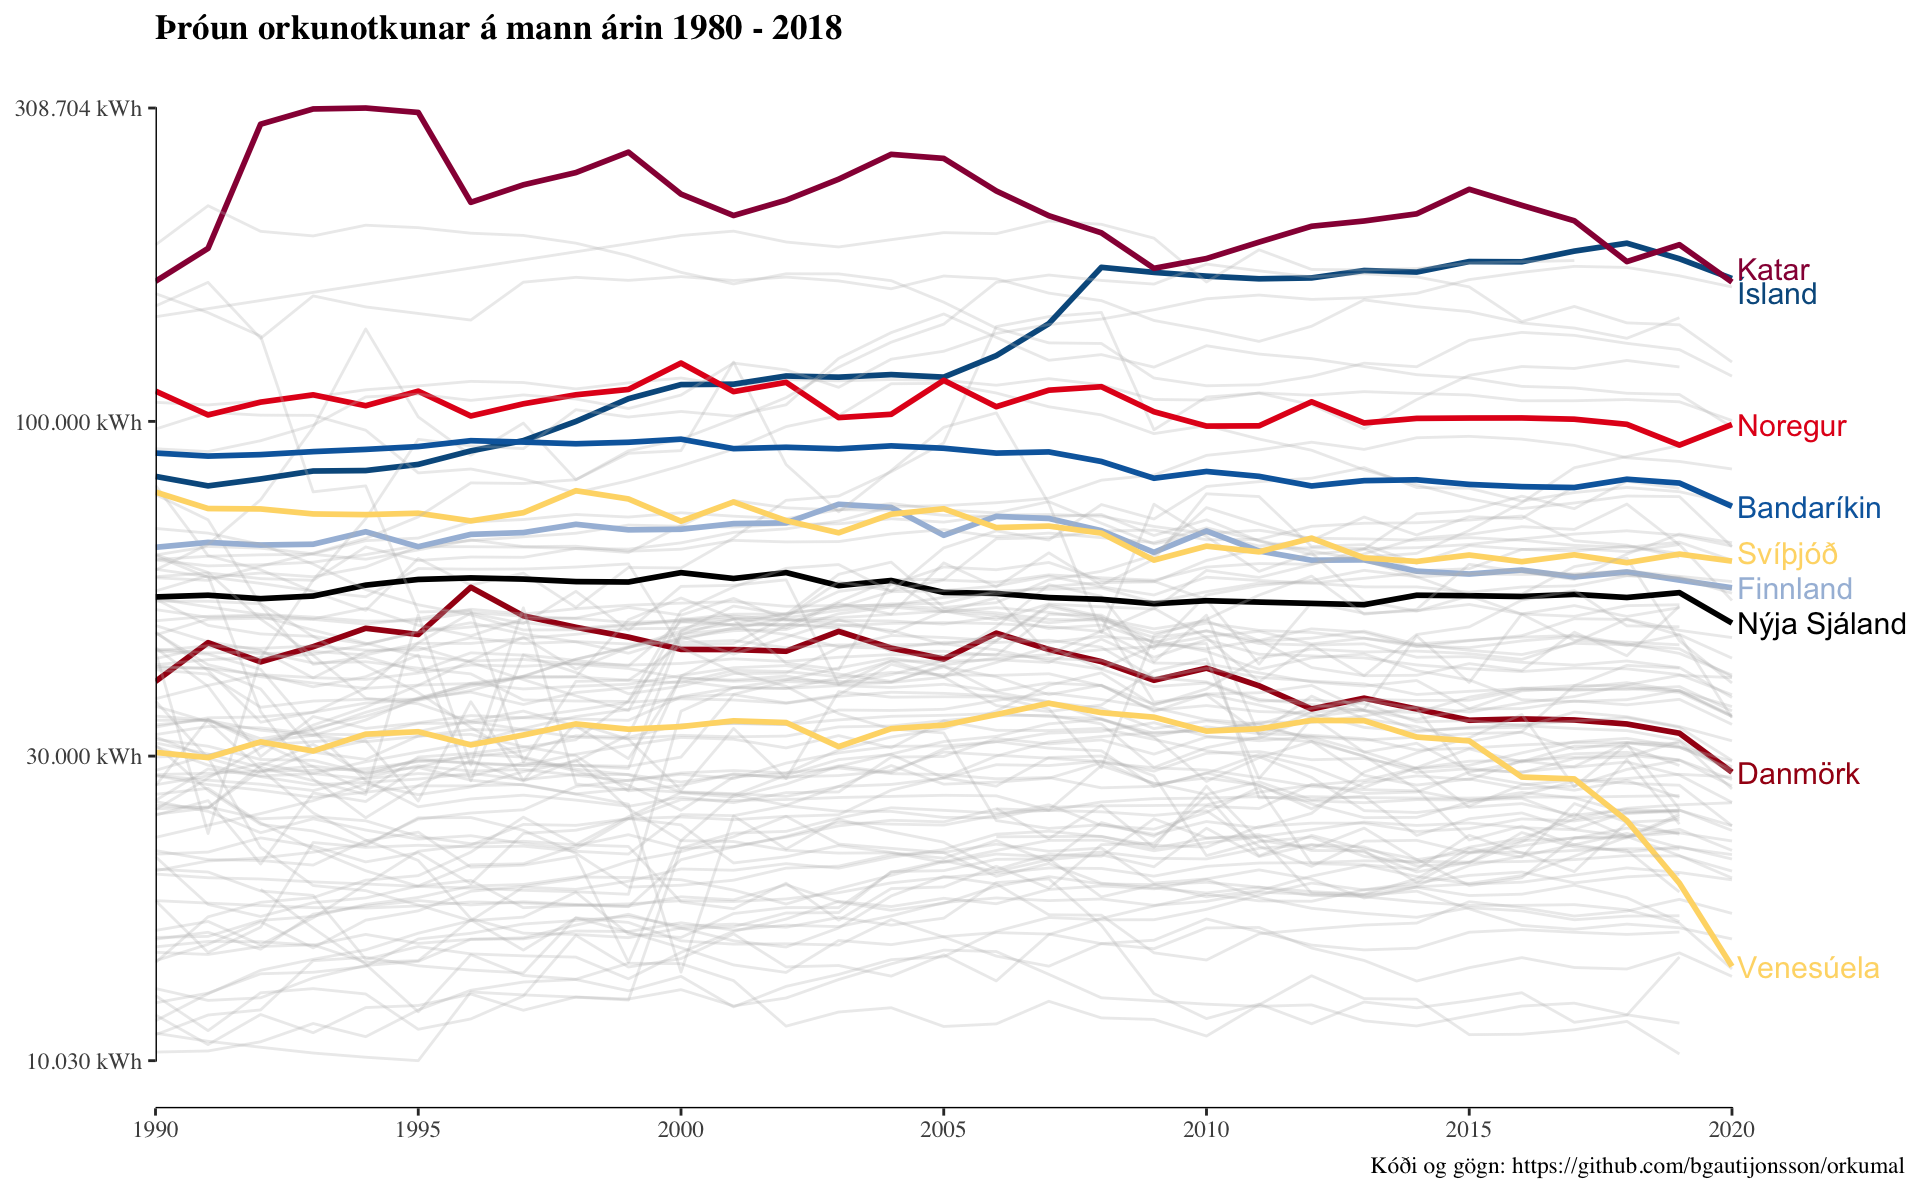 Þróun orkunotkunar á mann árin 1980 - 2018
308.704 kWh
100.000 kWh
30.000 kWh
10.030 kWh
Katar
Ísland
Noregur
Bandaríkin
Svíþjóð
Finnland
Nýja Sjáland
Danmörk
Venesúela
1990
1995
2000
2005
2010
2015
2020
Kóði og gögn: https://github.com/bgautijonsson/orkumal